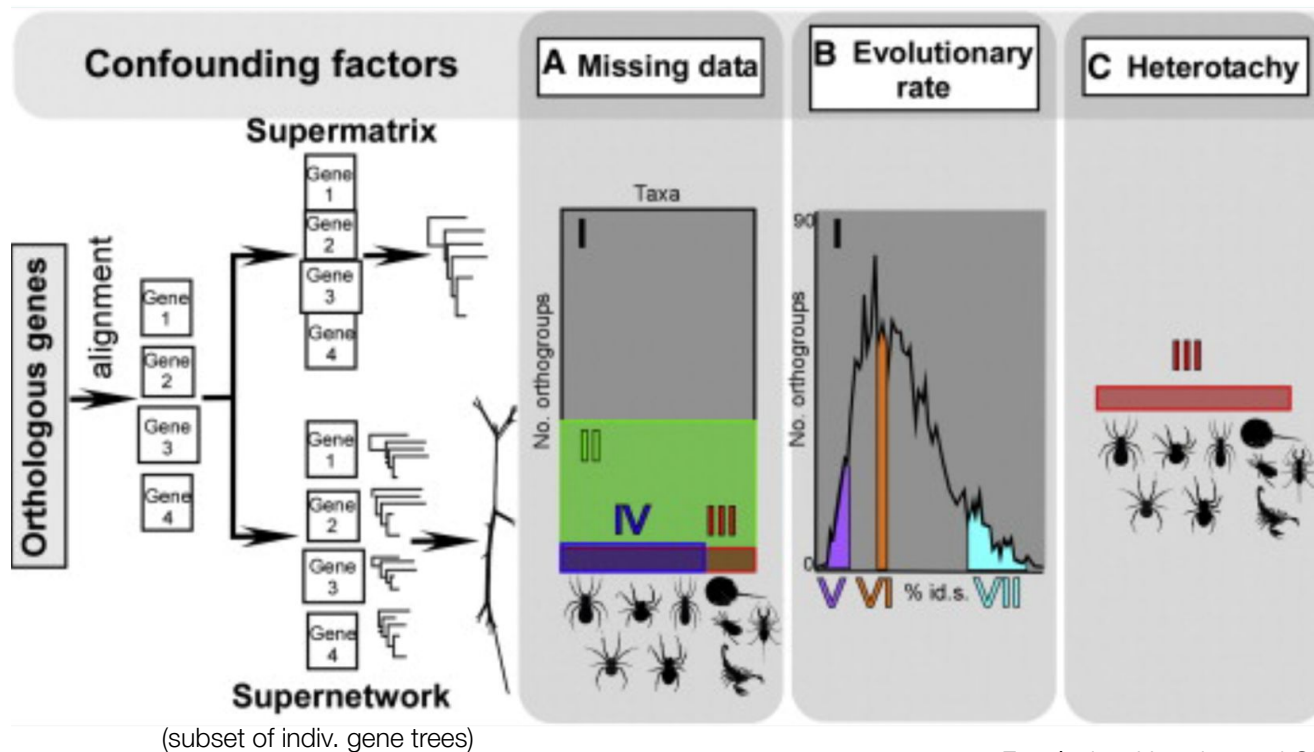 Confounding factors
A Missing data
B Evolutionary
rate
C Heterotachy
Supermatrix
Orthologous genes
alignment
Gene
1
Gene
2
Gene
3
Gene
4
Gene
1
Gene
2
Gene
3
Gene
4
Gene
1
Gene
2
Gene
3
Gene
4
Supernetwork
(subset of indiv. gene trees)
Taxa
No. orthogroups
I
II
IV
III
90
No. orthogroups
I
0
V
VI
% id.s.
VII
III